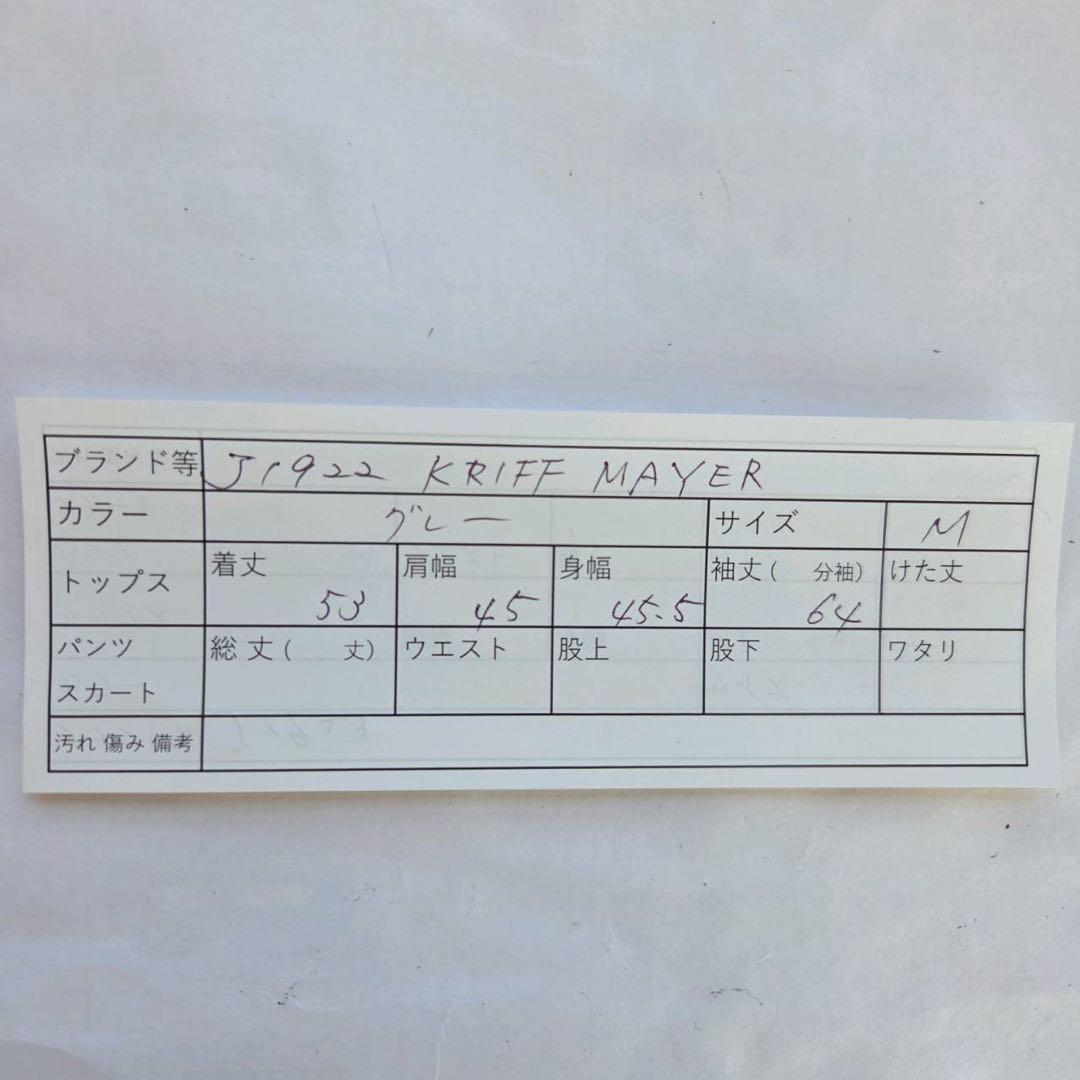 ブランド等 J1922 KRIFF MAYER
カラー グレー サイズ M
トップス 着丈 53 肩幅 45 身幅 45.5 袖丈( 分袖) 64 けた丈
パンツ スカート 総丈( 丈) ウエスト 股上 股下 ワタリ
汚れ 傷み 備考